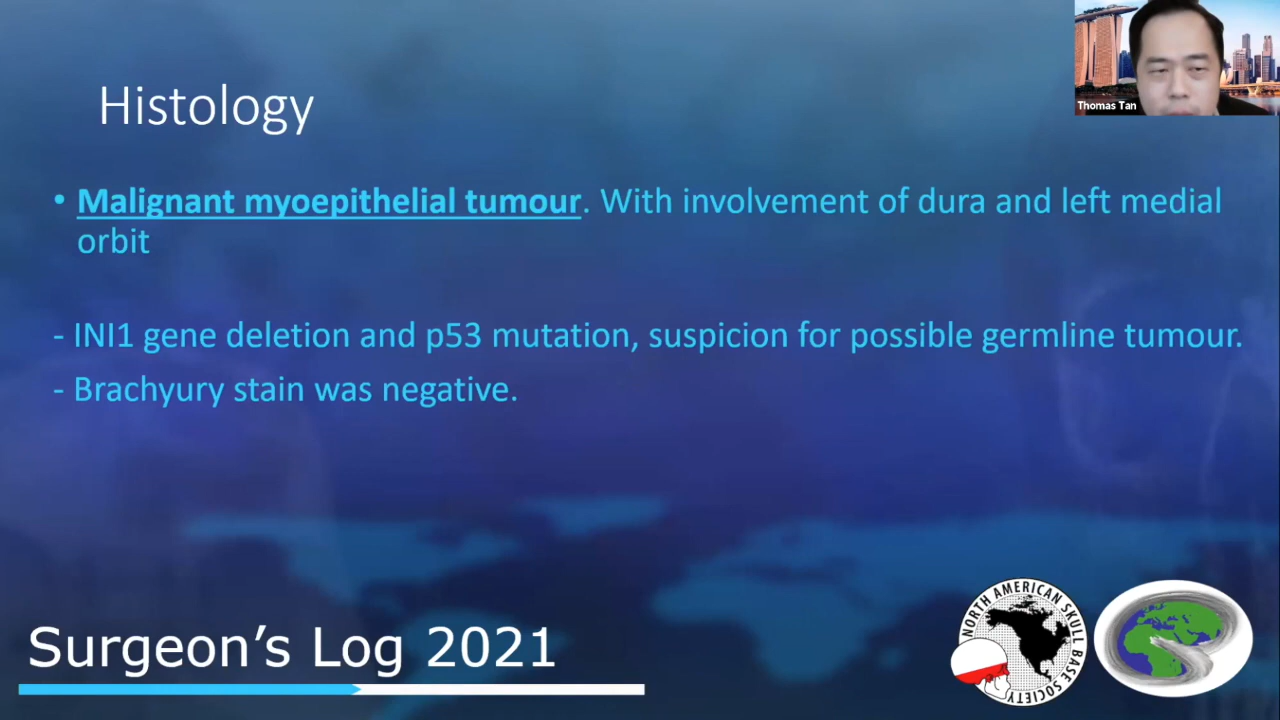 Thomas Tan
Histology
• Malignant myoepithelial tumour. With involvement of dura and left medial
orbit
- INI1 gene deletion and p53 mutation, suspicion for possible germline tumour.
- Brachyury stain was negative.
Surgeon's Log 2021
NORTH AMERICAN SKULL BASE SOCIETY